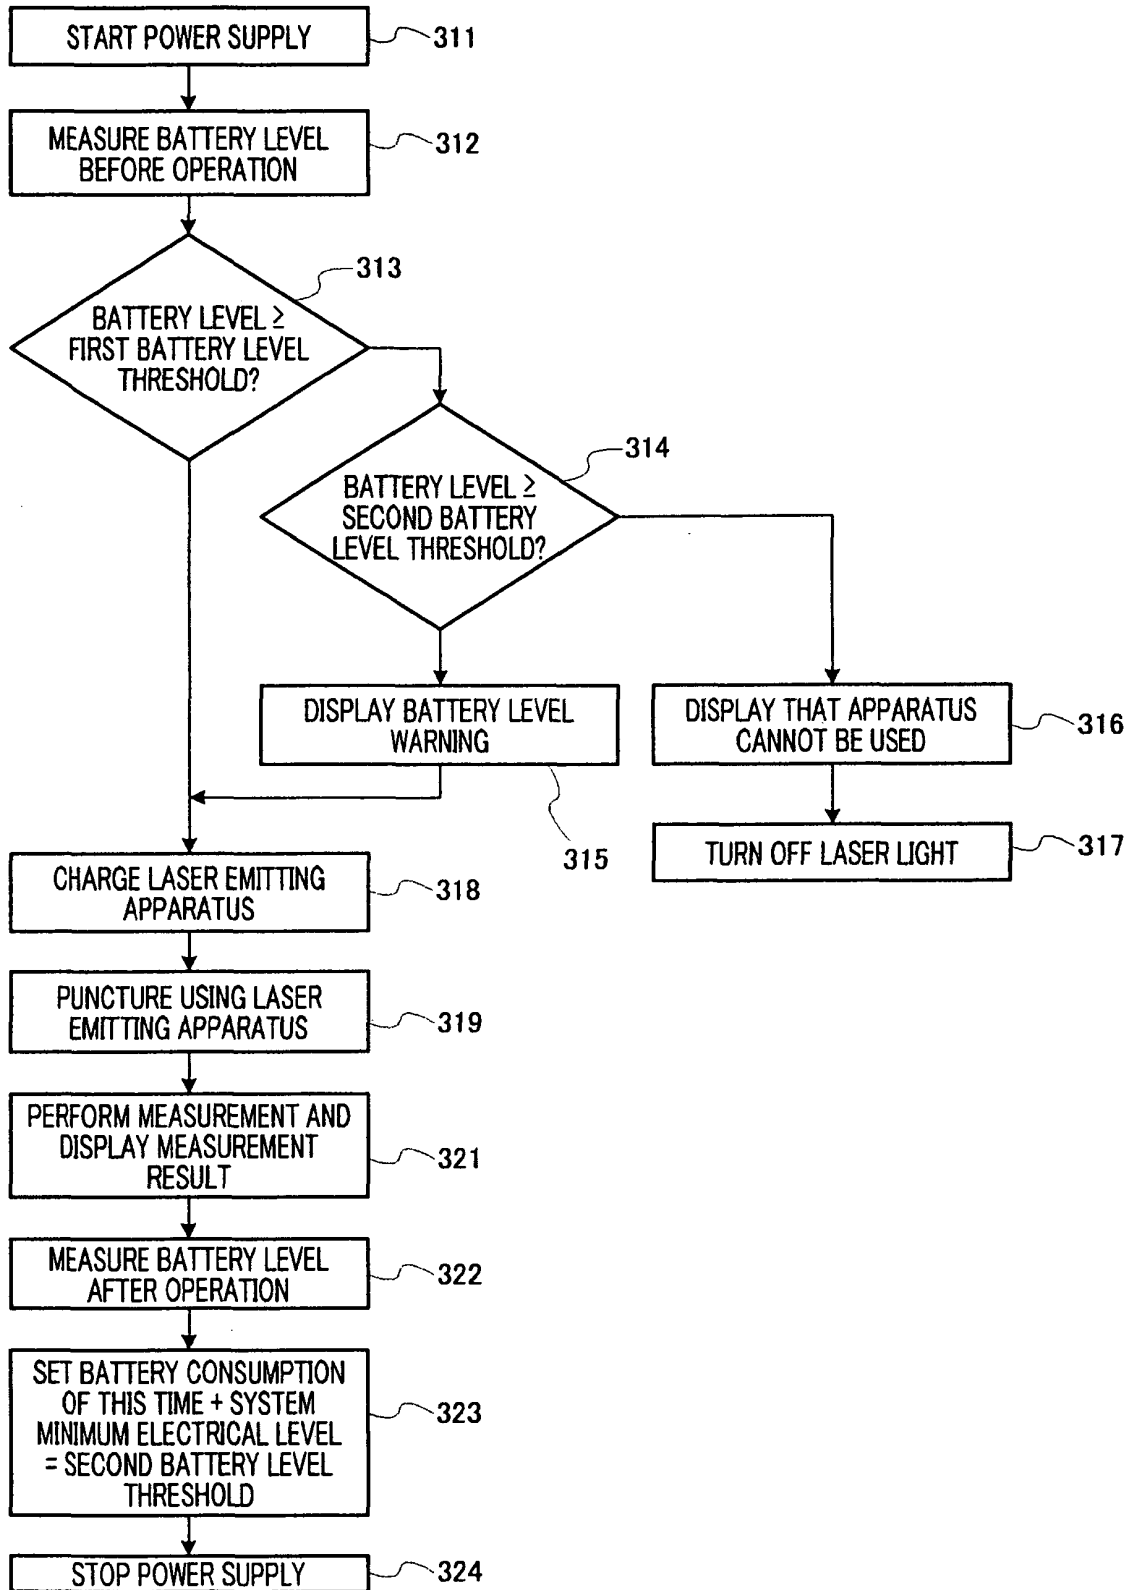 START POWER SUPPLY
311
MEASURE BATTERY LEVEL
BEFORE OPERATION
312
313
BATTERY LEVEL ≥
FIRST BATTERY LEVEL
THRESHOLD?
314
BATTERY LEVEL ≥
SECOND BATTERY
LEVEL THRESHOLD?
DISPLAY BATTERY LEVEL
WARNING
315
DISPLAY THAT APPARATUS
CANNOT BE USED
316
TURN OFF LASER LIGHT
317
CHARGE LASER EMITTING
APPARATUS
318
PUNCTURE USING LASER
EMITTING APPARATUS
319
PERFORM MEASUREMENT AND
DISPLAY MEASUREMENT
RESULT
321
MEASURE BATTERY LEVEL
AFTER OPERATION
322
SET BATTERY CONSUMPTION
OF THIS TIME + SYSTEM
MINIMUM ELECTRICAL LEVEL
= SECOND BATTERY LEVEL
THRESHOLD
323
STOP POWER SUPPLY
324